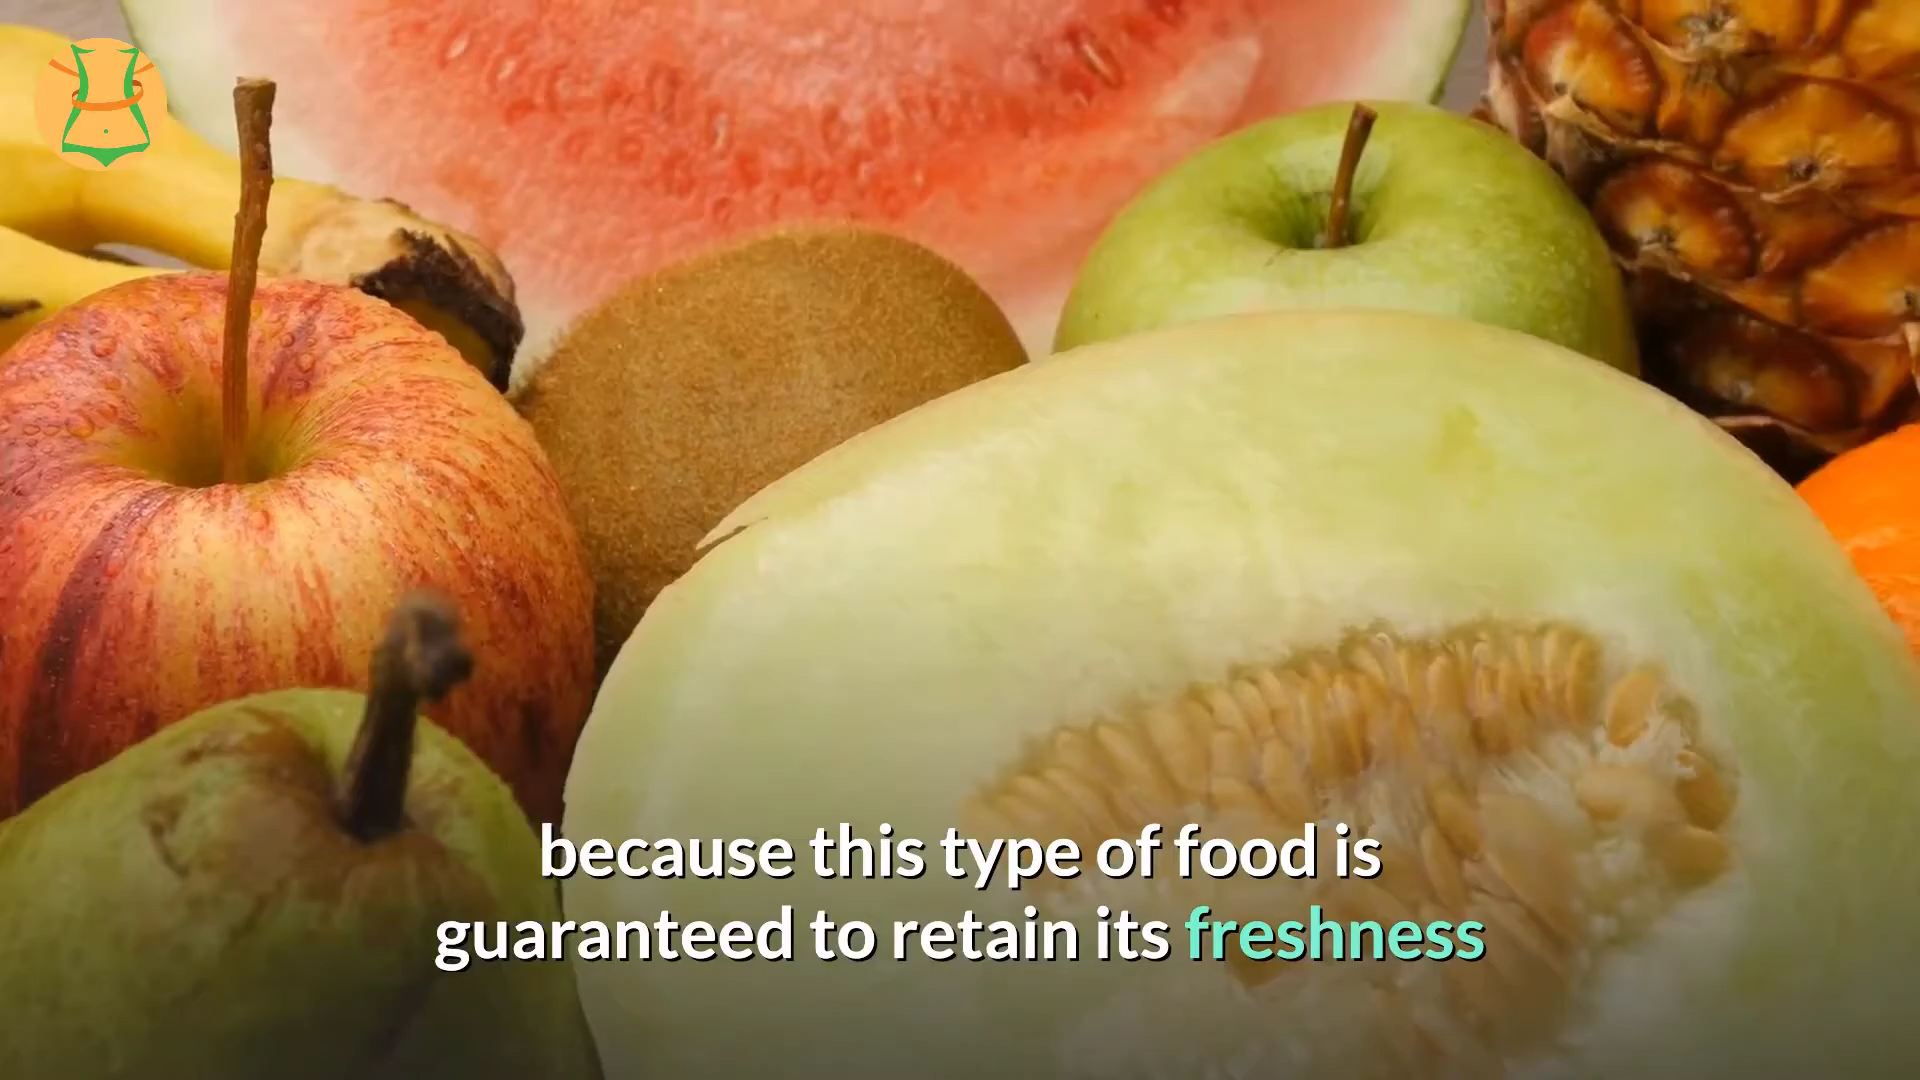 because this type of food is
guaranteed to retain its freshness